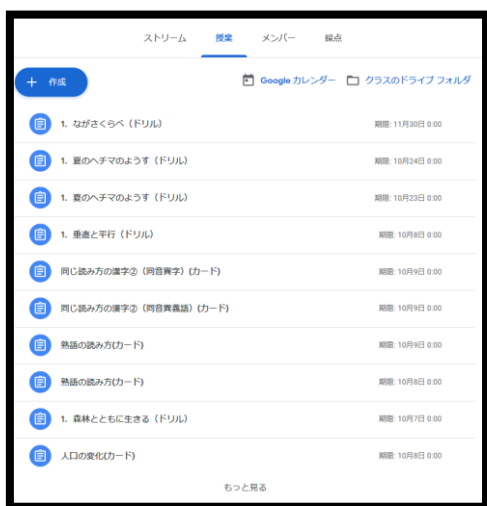 ストリーム 授業 メンバー 採点
+ 作成 Google カレンダー クラスのドライブ フォルダ
1. ながさくらべ（ドリル） 期限: 11月30日 0:00
1. 夏のヘチマのようす（ドリル） 期限: 10月24日 0:00
1. 夏のヘチマのようす（ドリル） 期限: 10月23日 0:00
1. 垂直と平行（ドリル） 期限: 10月8日 0:00
同じ読み方の漢字②（同音異字）(カード) 期限: 10月9日 0:00
同じ読み方の漢字②（同音異義語）(カード) 期限: 10月9日 0:00
熟語の読み方(カード) 期限: 10月9日 0:00
熟語の読み方(カード) 期限: 10月8日 0:00
1. 森林とともに生きる（ドリル） 期限: 10月7日 0:00
人口の変化(カード) 期限: 10月8日 0:00
もっと見る